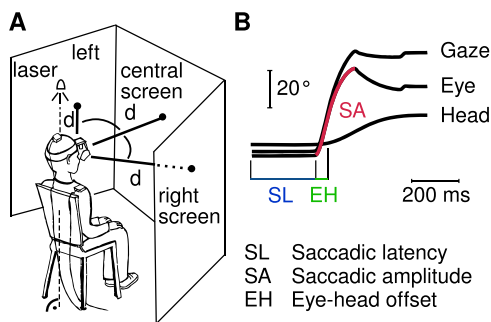 A
left
laser
central
screen
d
d
d
right
screen
B
Gaze
20°
Eye
SA
Head
SL
EH
200 ms
SL Saccadic latency
SA Saccadic amplitude
EH Eye-head offset